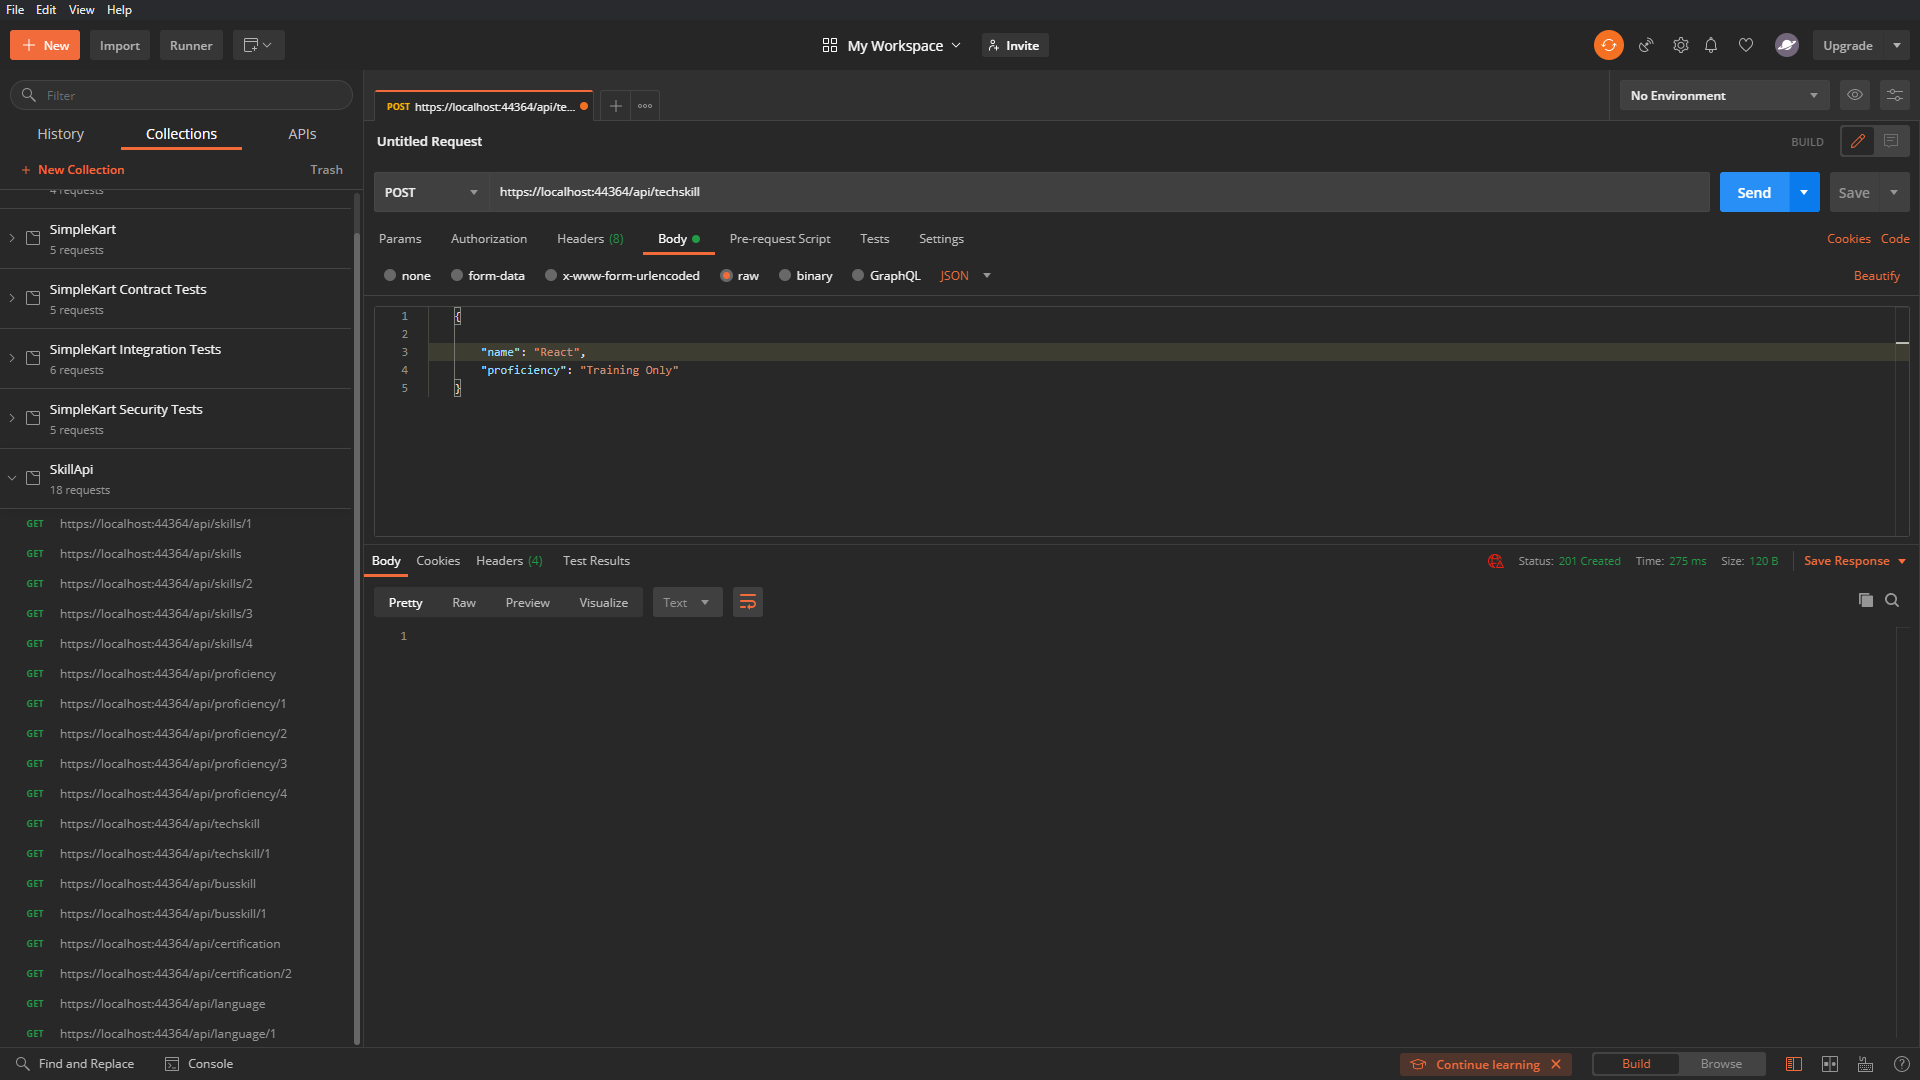 File Edit View Help
New Import Runner My Workspace Invite Upgrade
Filter
History Collections APIs
New Collection Trash
4 requests
SimpleKart
5 requests
SimpleKart Contract Tests
5 requests
SimpleKart Integration Tests
6 requests
SimpleKart Security Tests
5 requests
SkillApi
18 requests
GET https://localhost:44364/api/skills/1
GET https://localhost:44364/api/skills
GET https://localhost:44364/api/skills/2
GET https://localhost:44364/api/skills/3
GET https://localhost:44364/api/skills/4
GET https://localhost:44364/api/proficiency
GET https://localhost:44364/api/proficiency/1
GET https://localhost:44364/api/proficiency/2
GET https://localhost:44364/api/proficiency/3
GET https://localhost:44364/api/proficiency/4
GET https://localhost:44364/api/techskill
GET https://localhost:44364/api/techskill/1
GET https://localhost:44364/api/busskill
GET https://localhost:44364/api/busskill/1
GET https://localhost:44364/api/certification
GET https://localhost:44364/api/certification/2
GET https://localhost:44364/api/language
GET https://localhost:44364/api/language/1
POST https://localhost:44364/api/te...
No Environment
Untitled Request BUILD
POST https://localhost:44364/api/techskill Send Save
Params Authorization Headers (8) Body Pre-request Script Tests Settings Cookies Code
none form-data x-www-form-urlencoded raw binary GraphQL JSON Beautify
1 {
2
3 "name": "React",
4 "proficiency": "Training Only"
5 }
Body Cookies Headers (4) Test Results Status: 201 Created Time: 275 ms Size: 120 B Save Response
Pretty Raw Preview Visualize Text
1
Find and Replace Console Continue learning Build Browse